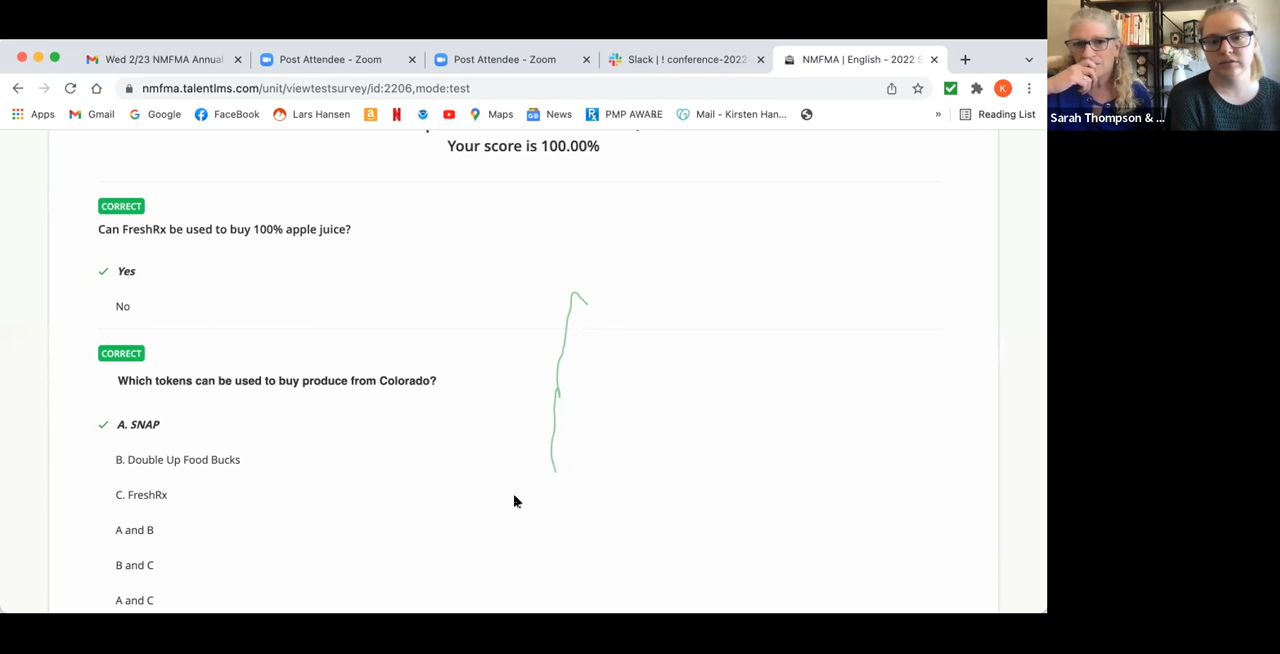 Wed 2/23 NMFMA Annual
Post Attendee - Zoom
Post Attendee - Zoom
Slack | ! conference-2022
NMFMA | English - 2022 S
nmfma.talentlms.com/unit/viewtestsurvey/id:2206,mode:test
K
Apps
Gmail
Google
FaceBook
Lars Hansen
Maps
News
PMP AWARE
Mail - Kirsten Han...
»
Reading List
Sarah Thompson & ...
Your score is 100.00%
CORRECT
Can FreshRx be used to buy 100% apple juice?
Yes
No
CORRECT
Which tokens can be used to buy produce from Colorado?
A. SNAP
B. Double Up Food Bucks
C. FreshRx
A and B
B and C
A and C